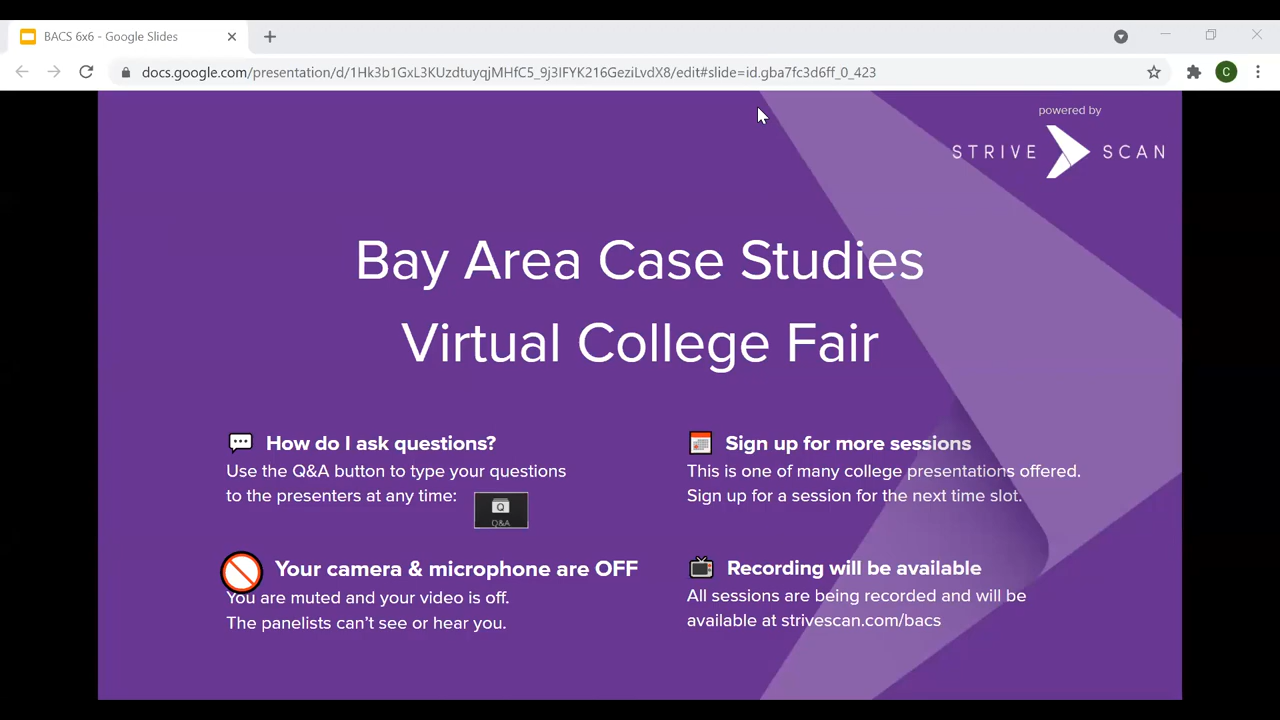 BACS 6x6 - Google Slides
docs.google.com/presentation/d/1Hk3b1GxL3KUzdtuyqjMHfC5_9j3IFYK216GeziLvdX8/edit#slide=id.gba7fc3d6ff_0_423
C
powered by
STRIVE SCAN
Bay Area Case Studies
Virtual College Fair
How do I ask questions?
Use the Q&A button to type your questions
to the presenters at any time:
Q
Q&A
Your camera & microphone are OFF
You are muted and your video is off.
The panelists can't see or hear you.
Sign up for more sessions
This is one of many college presentations offered.
Sign up for a session for the next time slot.
Recording will be available
All sessions are being recorded and will be
available at strivescan.com/bacs